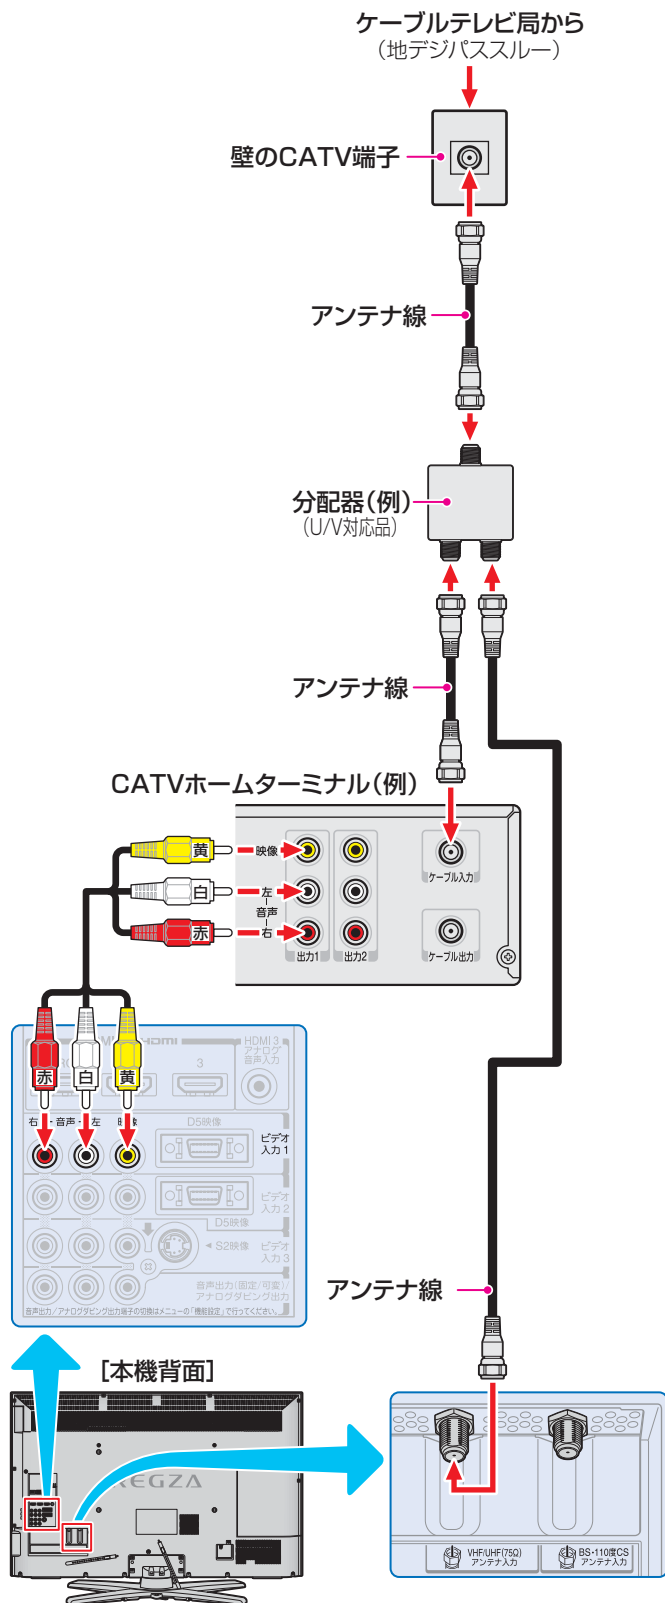 ケーブルテレビ局から
（地デジパススルー）
壁のCATV端子
アンテナ線
分配器（例）
（U/V対応品）
アンテナ線
CATVホームターミナル（例）
黄
映像
白
左
音声
赤
右
出力1
出力2
ケーブル入力
ケーブル出力
HDMI 3
アナログ
音声入力
3
赤
白
黄
右
音声
左
映像
D5映像
ビデオ
入力1
ビデオ
入力2
D5映像
S2映像
ビデオ
入力3
音声出力（固定/可変）/
アナログダビング出力
音声出力/アナログダビング出力端子の切換はメニューの「機能設定」で行ってください。
アンテナ線
［本機背面］
REGZA
VHF/UHF(75Ω)
アンテナ入力
BS・110度CS
アンテナ入力